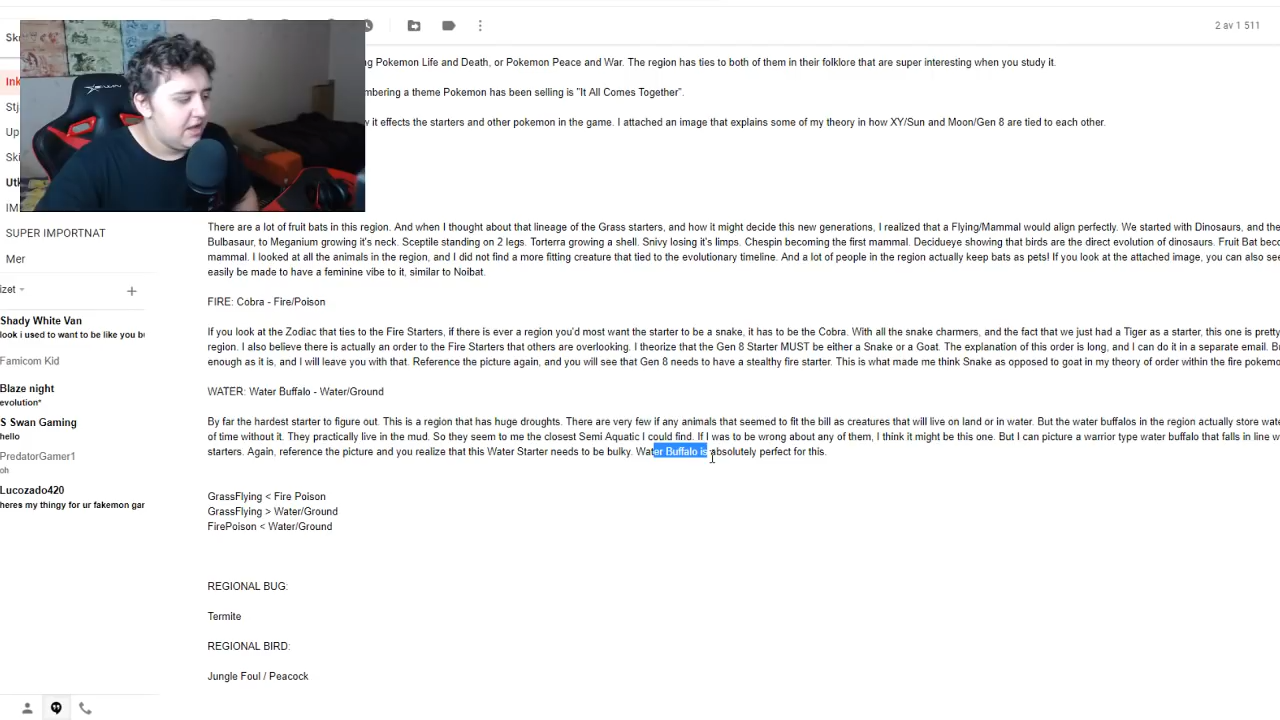 2 av 1 511
Sk
ng Pokemon Life and Death, or Pokemon Peace and War. The region has ties to both of them in their folklore that are super interesting when you study it.
Ink
mbering a theme Pokemon has been selling is "It All Comes Together".
Stj
w it effects the starters and other pokemon in the game. I attached an image that explains some of my theory in how XY/Sun and Moon/Gen 8 are tied to each other.
Up
Ski
Utk
IM
SUPER IMPORTNAT
Mer
izet
There are a lot of fruit bats in this region. And when I thought about that lineage of the Grass starters, and how it might decide this new generations, I realized that a Flying/Mammal would align perfectly. We started with Dinosaurs, and the
Bulbasaur, to Meganium growing it's neck. Sceptile standing on 2 legs. Torterra growing a shell. Snivy losing it's limps. Chespin becoming the first mammal. Decidueye showing that birds are the direct evolution of dinosaurs. Fruit Bat bec
mammal. I looked at all the animals in the region, and I did not find a more fitting creature that tied to the evolutionary timeline. And a lot of people in the region actually keep bats as pets! If you look at the attached image, you can also see
easily be made to have a feminine vibe to it, similar to Noibat.
FIRE: Cobra - Fire/Poison
Shady White Van
look i used to want to be like you bu
Famicom Kid
Blaze night
evolution*
S Swan Gaming
hello
PredatorGamer1
oh
Lucozado420
heres my thingy for ur fakemon gar
If you look at the Zodiac that ties to the Fire Starters, if there is ever a region you'd most want the starter to be a snake, it has to be the Cobra. With all the snake charmers, and the fact that we just had a Tiger as a starter, this one is pretty
region. I also believe there is actually an order to the Fire Starters that others are overlooking. I theorize that the Gen 8 Starter MUST be either a Snake or a Goat. The explanation of this order is long, and I can do it in a separate email. Bu
enough as it is, and I will leave you with that. Reference the picture again, and you will see that Gen 8 needs to have a stealthy fire starter. This is what made me think Snake as opposed to goat in my theory of order within the fire pokemo
WATER: Water Buffalo - Water/Ground
By far the hardest starter to figure out. This is a region that has huge droughts. There are very few if any animals that seemed to fit the bill as creatures that will live on land or in water. But the water buffalos in the region actually store wate
of time without it. They practically live in the mud. So they seem to me the closest Semi Aquatic I could find. If I was to be wrong about any of them, I think it might be this one. But I can picture a warrior type water buffalo that falls in line w
starters. Again, reference the picture and you realize that this Water Starter needs to be bulky. Water Buffalo is absolutely perfect for this.
GrassFlying < Fire Poison
GrassFlying > Water/Ground
FirePoison < Water/Ground
REGIONAL BUG:
Termite
REGIONAL BIRD:
Jungle Foul / Peacock